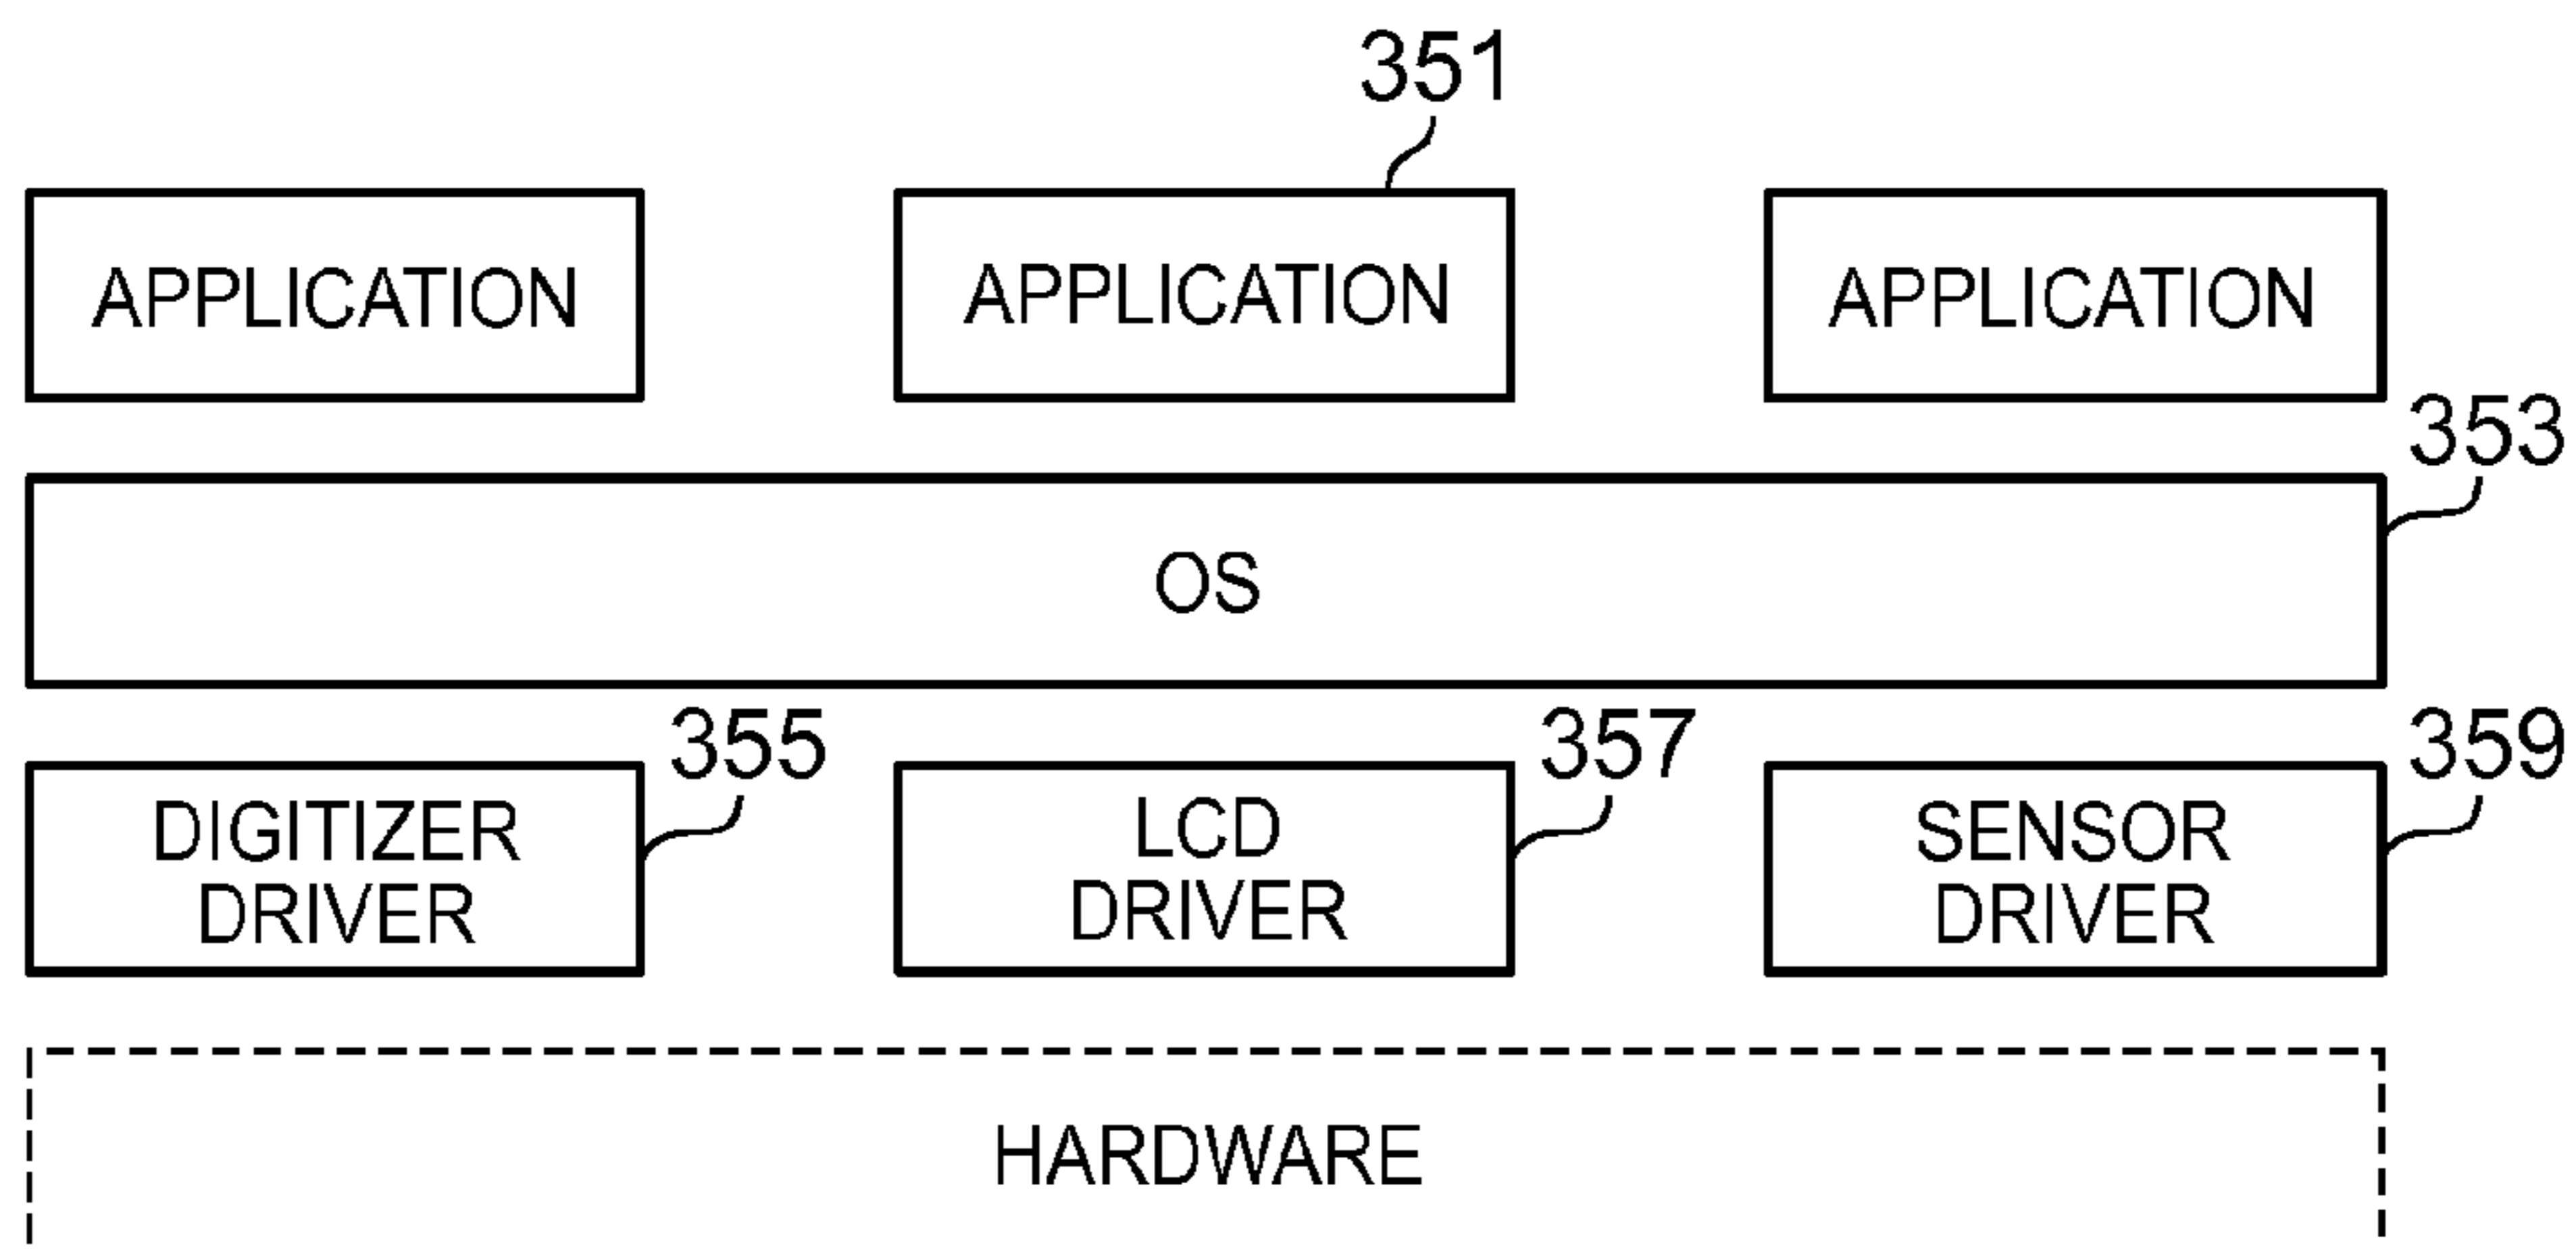 351
APPLICATION
APPLICATION
APPLICATION
353
OS
355
357
359
DIGITIZER
DRIVER
LCD
DRIVER
SENSOR
DRIVER
HARDWARE